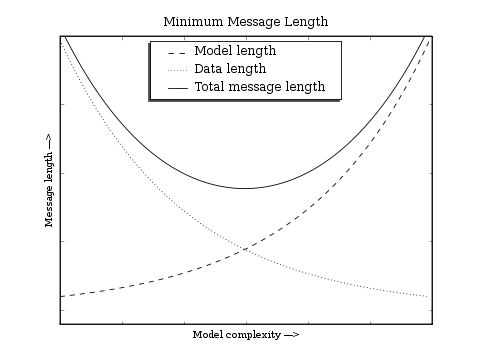 Minimum Message Length
Model length
Data length
Total message length
Message length —>
Model complexity —>